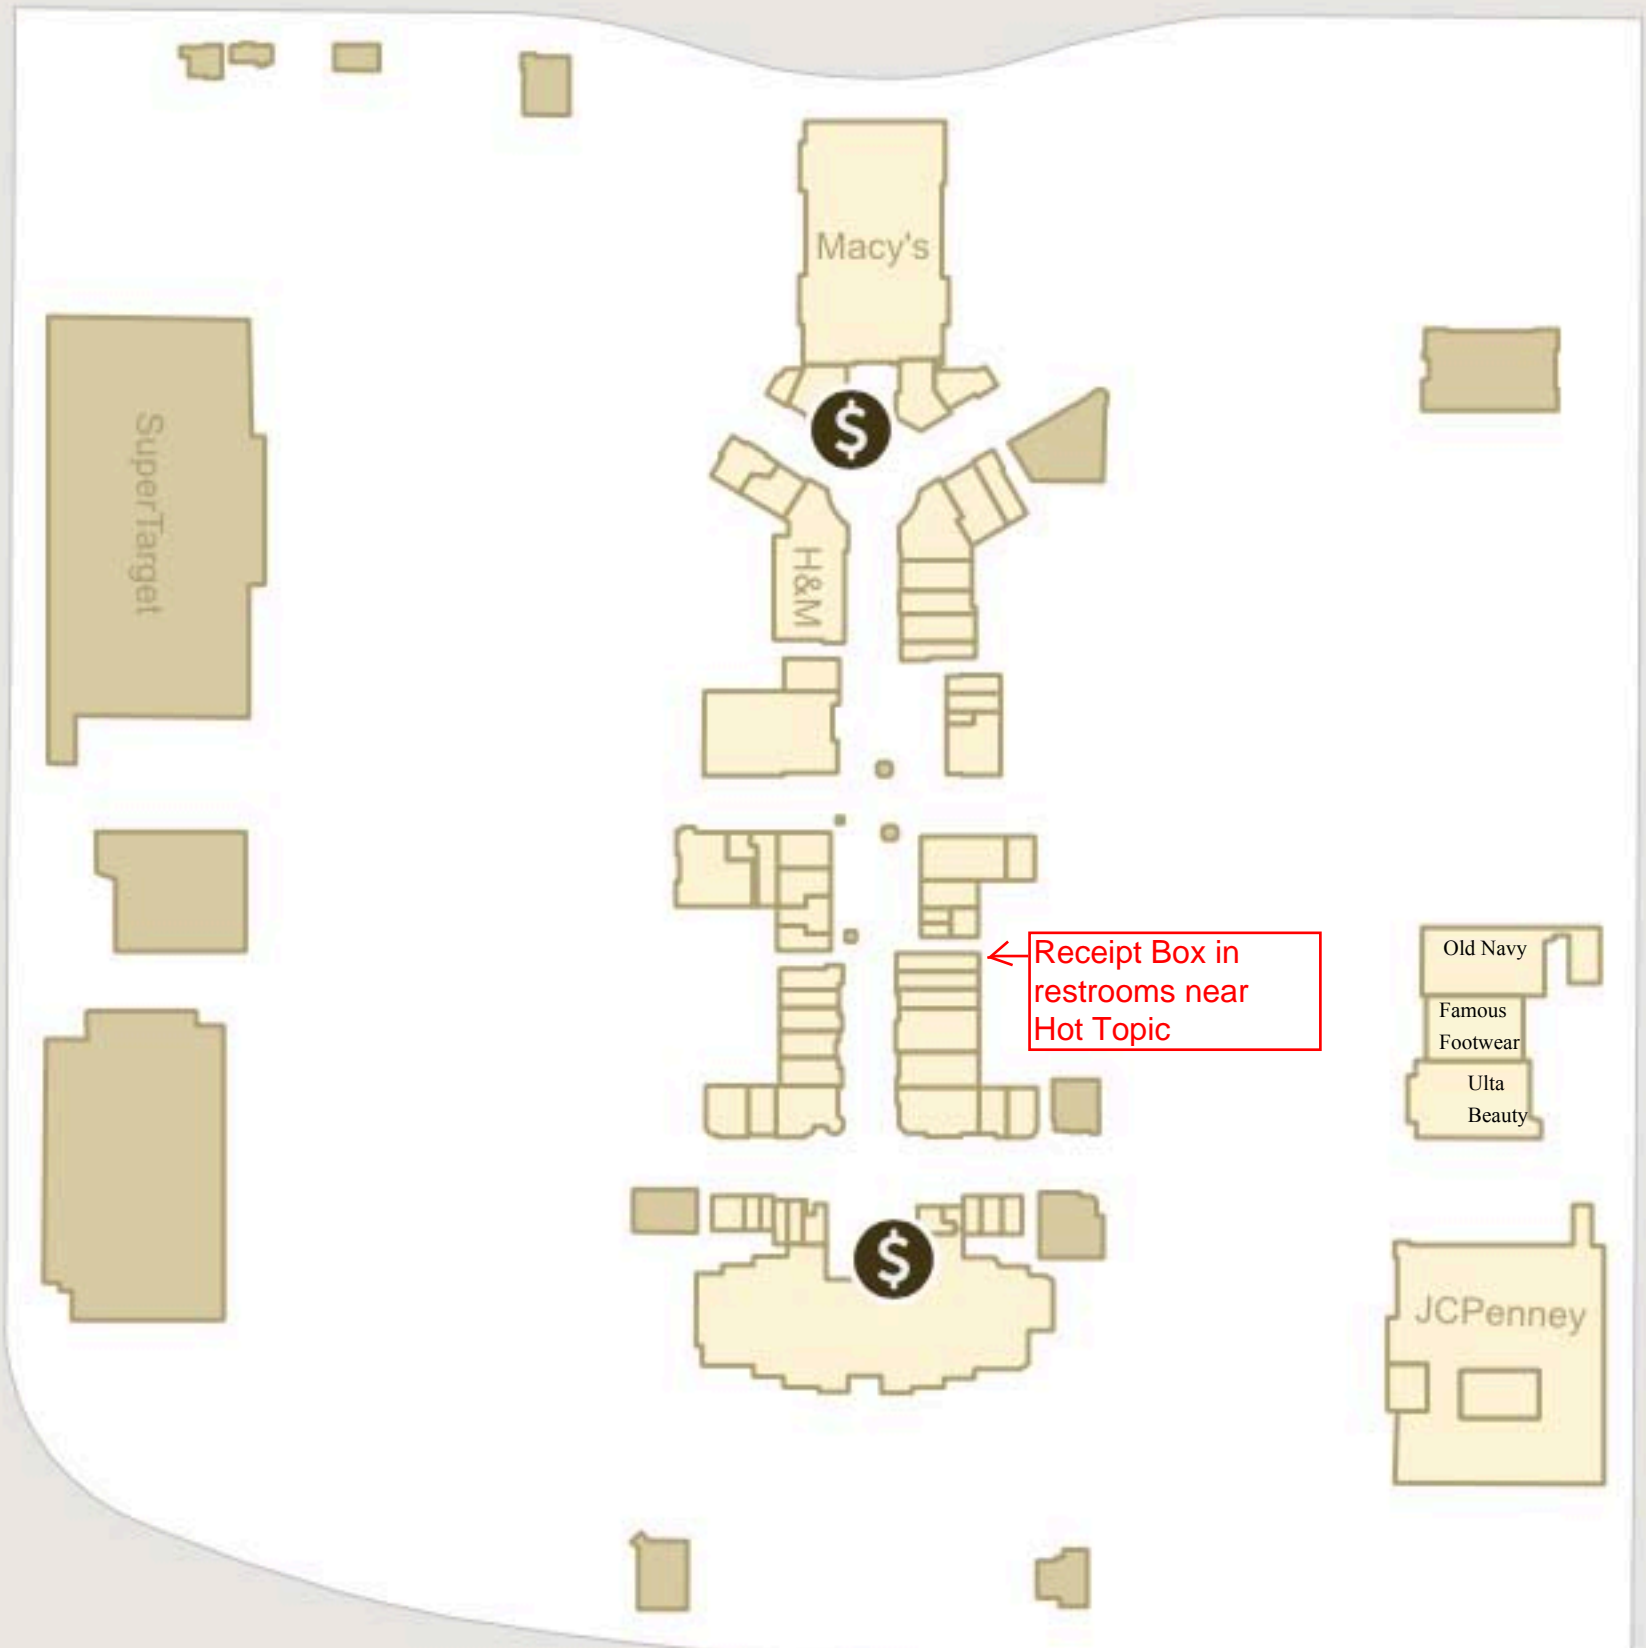 Macy's
SuperTarget
H&M
$
Receipt Box in
restrooms near
Hot Topic
Old Navy
Famous
Footwear
Ulta
Beauty
JCPenney
$